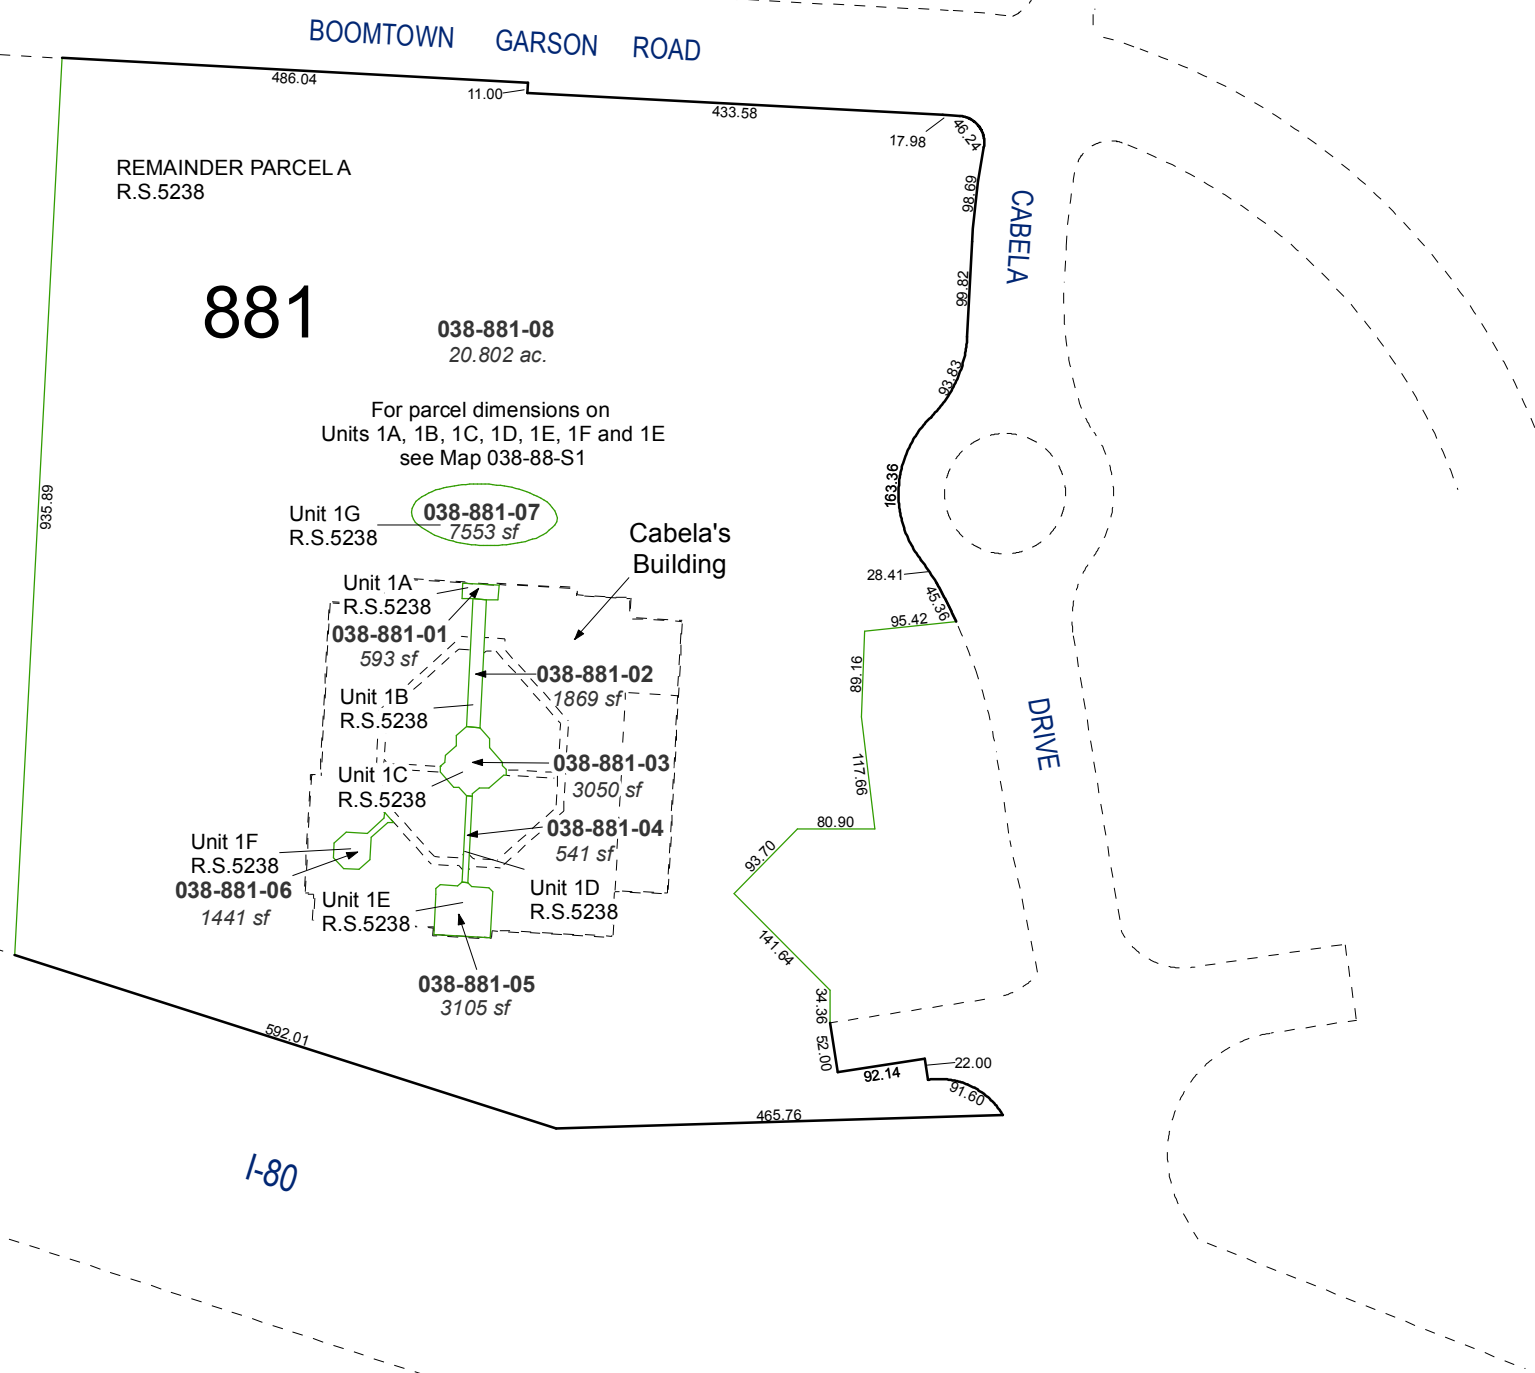 BOOMTOWN GARSON ROAD
486.04
11.00
433.58
17.98
46.24
REMAINDER PARCEL A
R.S.5238
98.69
CABELA
99.82
881
038-881-08
20.802 ac.
93.83
For parcel dimensions on
Units 1A, 1B, 1C, 1D, 1E, 1F and 1E
see Map 038-88-S1
163.36
935.89
Unit 1G
R.S.5238
038-881-07
7553 sf
Cabela's
Building
28.41
45.36
95.42
Unit 1A
R.S.5238
038-881-01
593 sf
038-881-02
1869 sf
89.16
Unit 1B
R.S.5238
DRIVE
038-881-03
3050 sf
117.66
Unit 1C
R.S.5238
038-881-04
541 sf
80.90
93.70
Unit 1F
R.S.5238
038-881-06
1441 sf
Unit 1E
R.S.5238
Unit 1D
R.S.5238
141.64
038-881-05
3105 sf
34.36
52.00
592.01
22.00
92.14
91.60
465.76
I-80